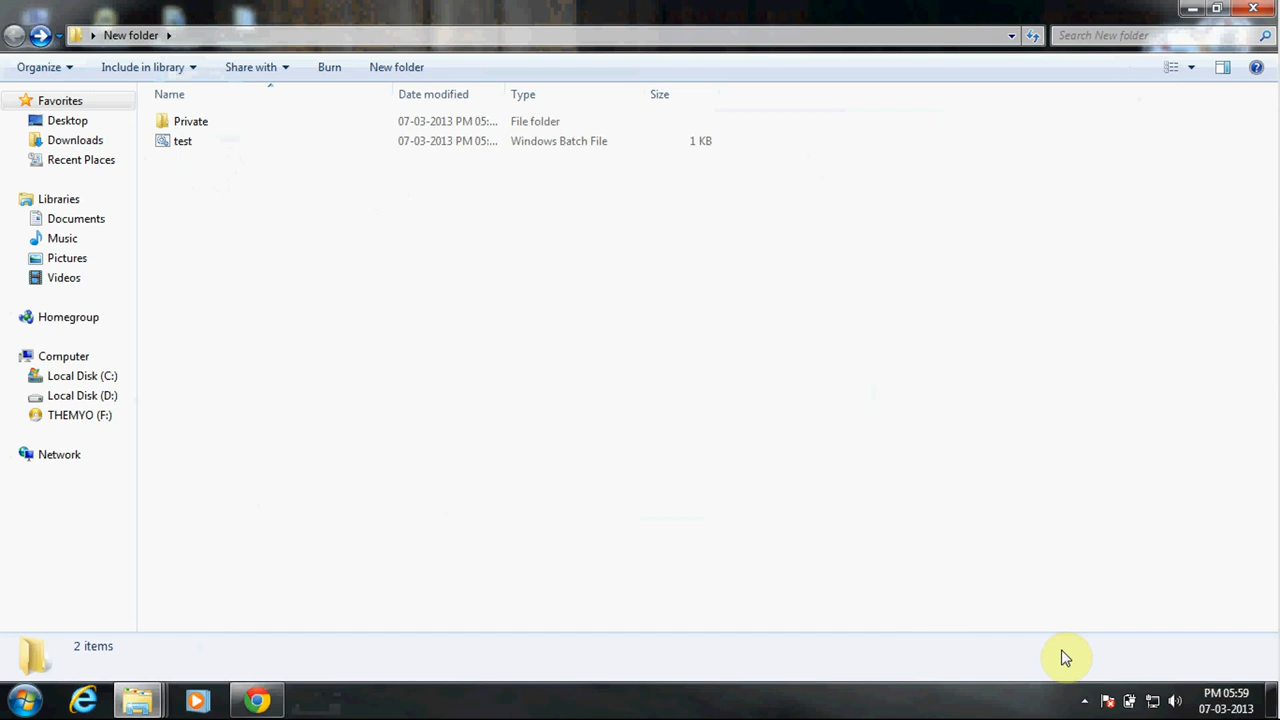 New folder
Search New folder
Organize Include in library Share with Burn New folder
Name Date modified Type Size
Favorites
Desktop
Downloads
Recent Places
Libraries
Documents
Music
Pictures
Videos
Homegroup
Computer
Local Disk (C:)
Local Disk (D:)
THEMYO (F:)
Network
Private 07-03-2013 PM 05:... File folder
test 07-03-2013 PM 05:... Windows Batch File 1 KB
2 items
PM 05:59
07-03-2013